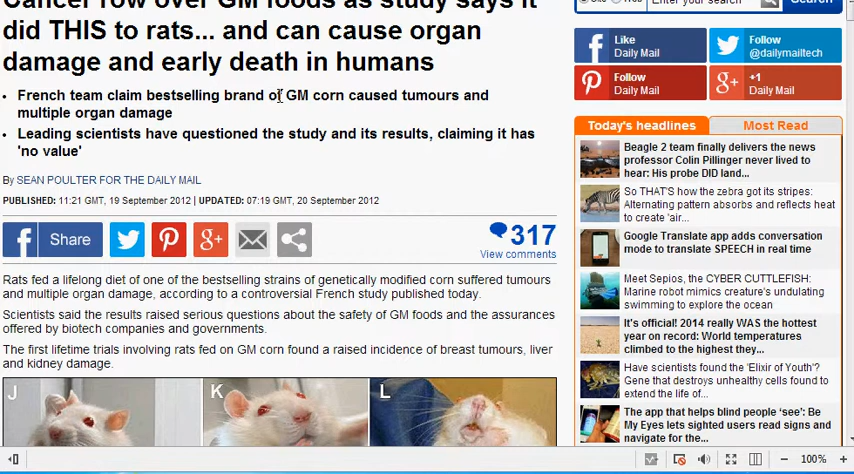 Cancer row over GM foods as study says it
did THIS to rats... and can cause organ
damage and early death in humans
• French team claim bestselling brand of GM corn caused tumours and
multiple organ damage
• Leading scientists have questioned the study and its results, claiming it has
'no value'
By SEAN POULTER FOR THE DAILY MAIL
PUBLISHED: 11:21 GMT, 19 September 2012 | UPDATED: 07:19 GMT, 20 September 2012
f Share
317
View comments
Rats fed a lifelong diet of one of the bestselling strains of genetically modified corn suffered tumours
and multiple organ damage, according to a controversial French study published today.
Scientists said the results raised serious questions about the safety of GM foods and the assurances
offered by biotech companies and governments.
The first lifetime trials involving rats fed on GM corn found a raised incidence of breast tumours, liver
and kidney damage.
J K L
Site Web Enter your search Search
Like
Daily Mail
Follow
@dailymailtech
Follow
Daily Mail
+1
Daily Mail
Today's headlines Most Read
Beagle 2 team finally delivers the news
professor Colin Pillinger never lived to
hear: His probe DID land...
So THAT'S how the zebra got its stripes:
Alternating pattern absorbs and reflects heat
to create 'air...
Google Translate app adds conversation
mode to translate SPEECH in real time
Meet Sepios, the CYBER CUTTLEFISH:
Marine robot mimics creature's undulating
swimming to explore the ocean
It's official! 2014 really WAS the hottest
year on record: World temperatures
climbed to the highest they...
Have scientists found the 'Elixir of Youth'?
Gene that destroys unhealthy cells found to
extend the life of...
The app that helps blind people 'see': Be
My Eyes lets sighted users read signs and
navigate for the...
100%